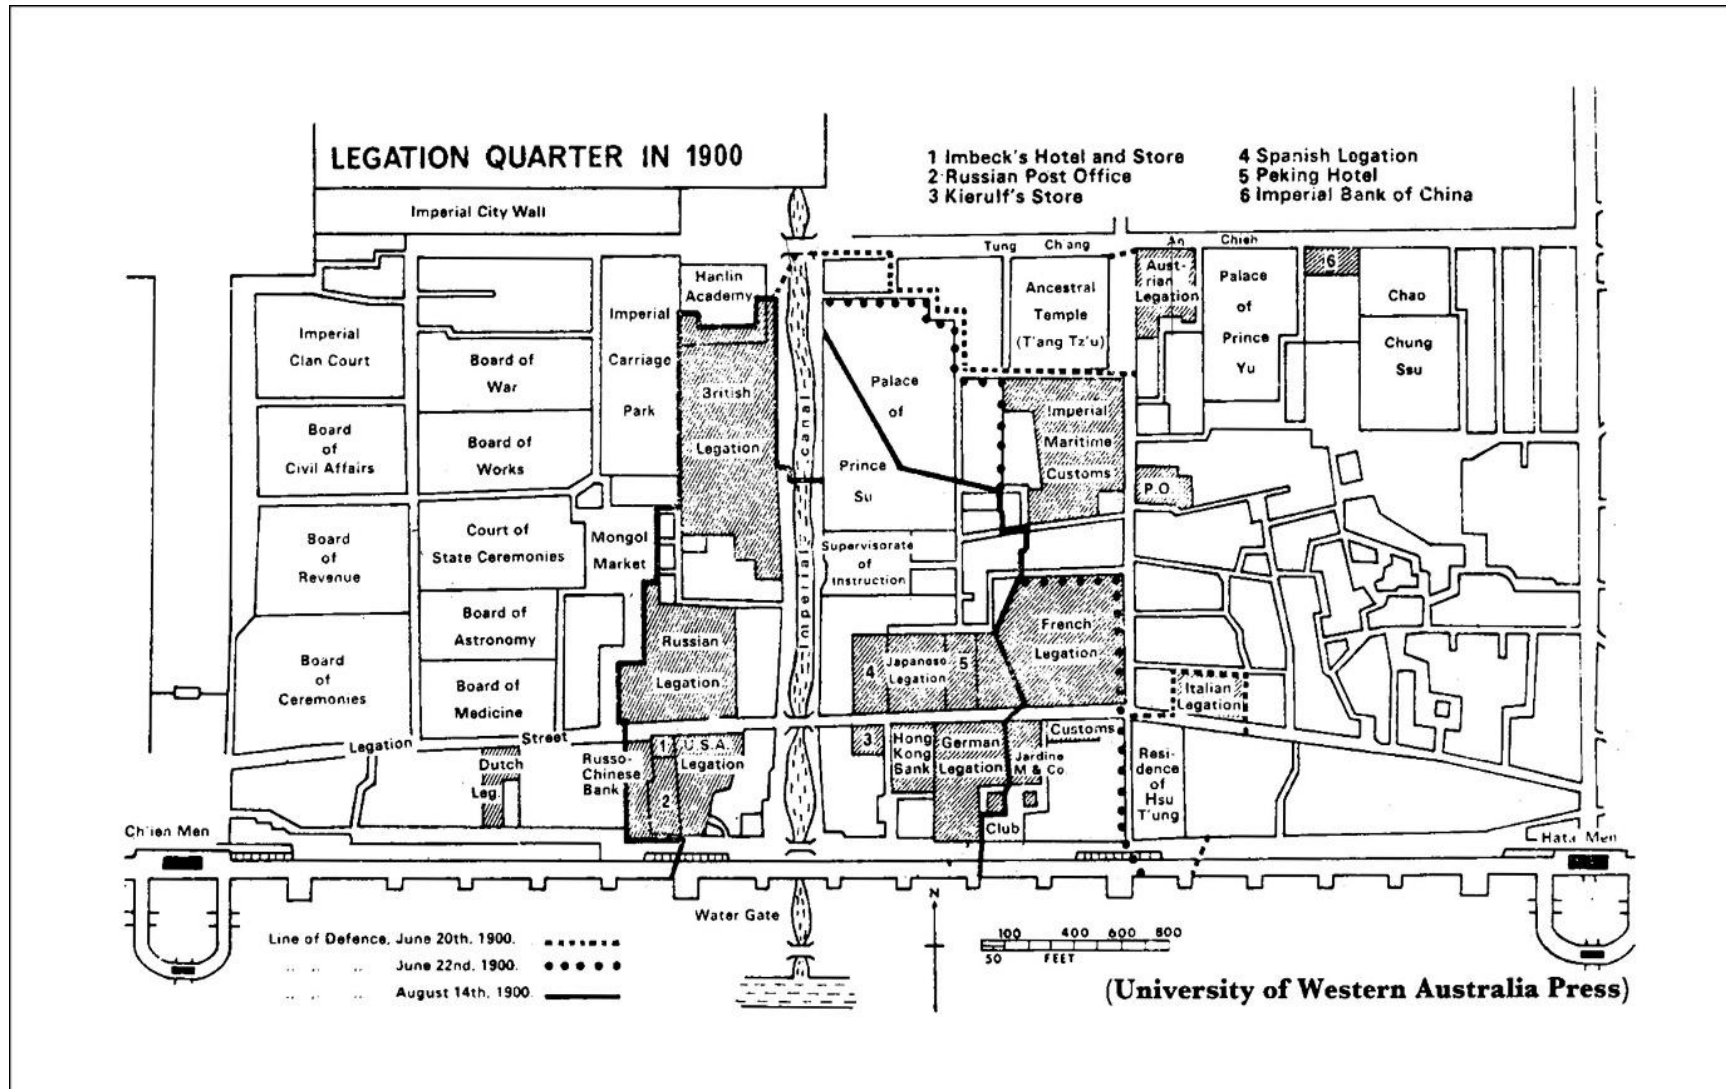 LEGATION QUARTER IN 1900
1 Imbeck's Hotel and Store
2 Russian Post Office
3 Kierulf's Store
4 Spanish Legation
5 Peking Hotel
6 Imperial Bank of China
Imperial City Wall
Tung Ch'ang An Chieh
Hanlin
Academy
Imperial
Carriage
Park
Imperial
Clan Court
Board of
War
Board
of
Civil Affairs
Board of
Works
British
Legation
Imperial canal
Palace
of
Prince
Su
Ancestral
Temple
(T'ang Tz'u)
Aust-
rian
Legation
Palace
of
Prince
Yu
6
Chao
Chung
Ssu
Imperial
Maritime
Customs
P.O.
Board
of
Revenue
Court of
State Ceremonies
Mongol
Market
Supervisorate
of
Instruction
Board of
Astronomy
Board
of
Ceremonies
Board of
Medicine
Russian
Legation
4
Japanese
Legation
5
French
Legation
Italian
Legation
Legation Street
Dutch
Leg.
Russo-
Chinese
Bank
1
2
U.S.A.
Legation
3
Hong
Kong
Bank
German
Legation
Jardine
M & Co.
Customs
Club
Resi-
dence
of Hsu
T'ung
Ch'ien Men
Hata Men
Water Gate
N
Line of Defence, June 20th, 1900.
,, ,, ,, June 22nd, 1900.
,, ,, ,, August 14th, 1900.
100 400 600 800
50 FEET
(University of Western Australia Press)